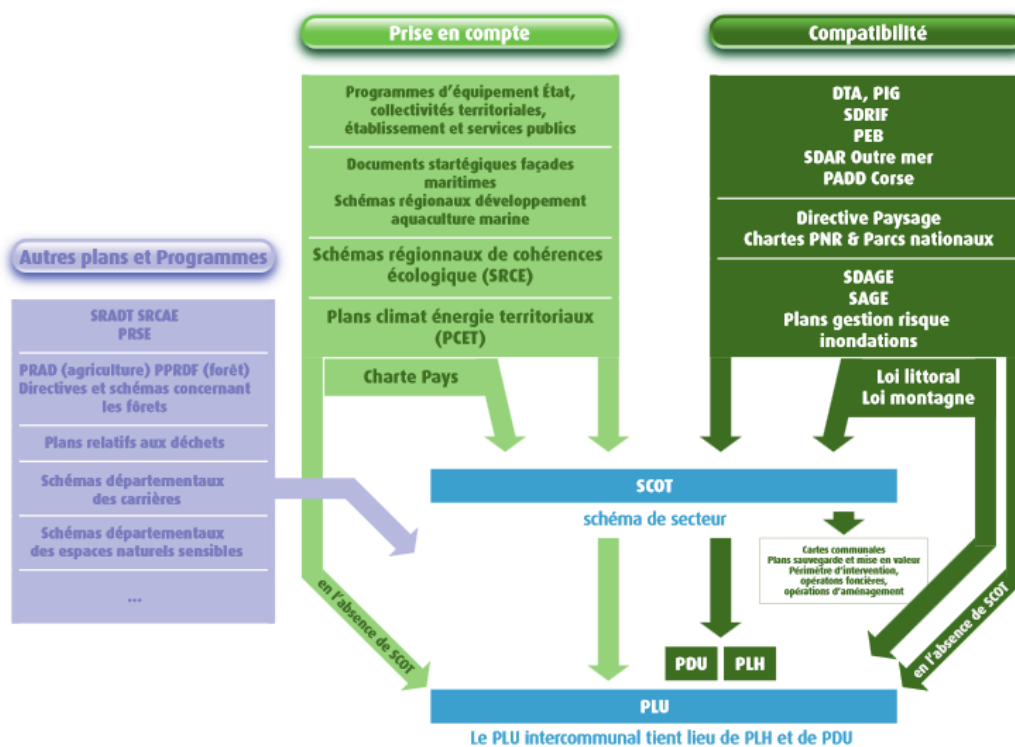 Prise en compte
Programmes d'équipement État,
collectivités territoriales,
établissement et services publics
Documents startégiques façades
maritimes
Schémas régionaux développement
aquaculture marine
Schémas régionnaux de cohérences
écologique (SRCE)
Plans climat énergie territoriaux
(PCET)
Charte Pays
en l'absence de SCOT
Compatibilité
DTA, PIG
SDRIF
PEB
SDAR Outre mer
PADD Corse
Directive Paysage
Chartes PNR & Parcs nationaux
SDAGE
SAGE
Plans gestion risque
inondations
Loi littoral
Loi montagne
en l'absence de SCOT
Autres plans et Programmes
SRADT SRCAE
PRSE
PRAD (agriculture) PPRDF (forêt)
Directives et schémas concernant
les fôrets
Plans relatifs aux déchets
Schémas départementaux
des carrières
Schémas départementaux
des espaces naturels sensibles
...
SCOT
schéma de secteur
Cartes communales
Plans sauvegarde et mise en valeur
Périmètre d'intervention,
opératons foncières,
opérations d'aménagement
PDU
PLH
PLU
Le PLU intercommunal tient lieu de PLH et de PDU